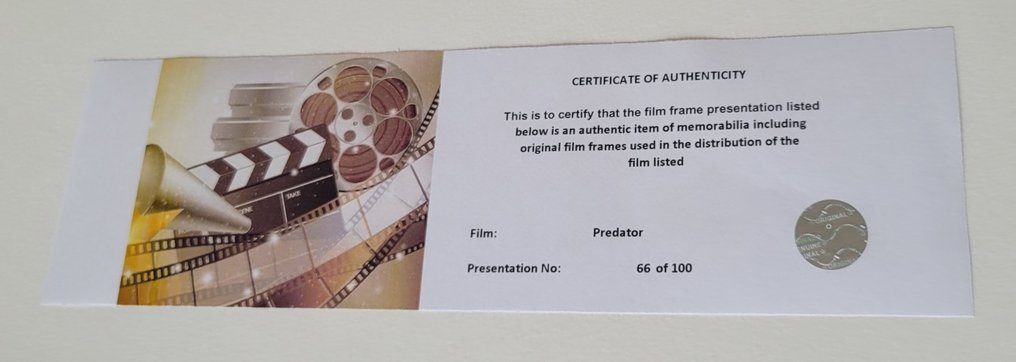 CERTIFICATE OF AUTHENTICITY
This is to certify that the film frame presentation listed
below is an authentic item of memorabilia including
original film frames used in the distribution of the
film listed
TAKE
Film: Predator
Presentation No: 66 of 100
ORIGINAL